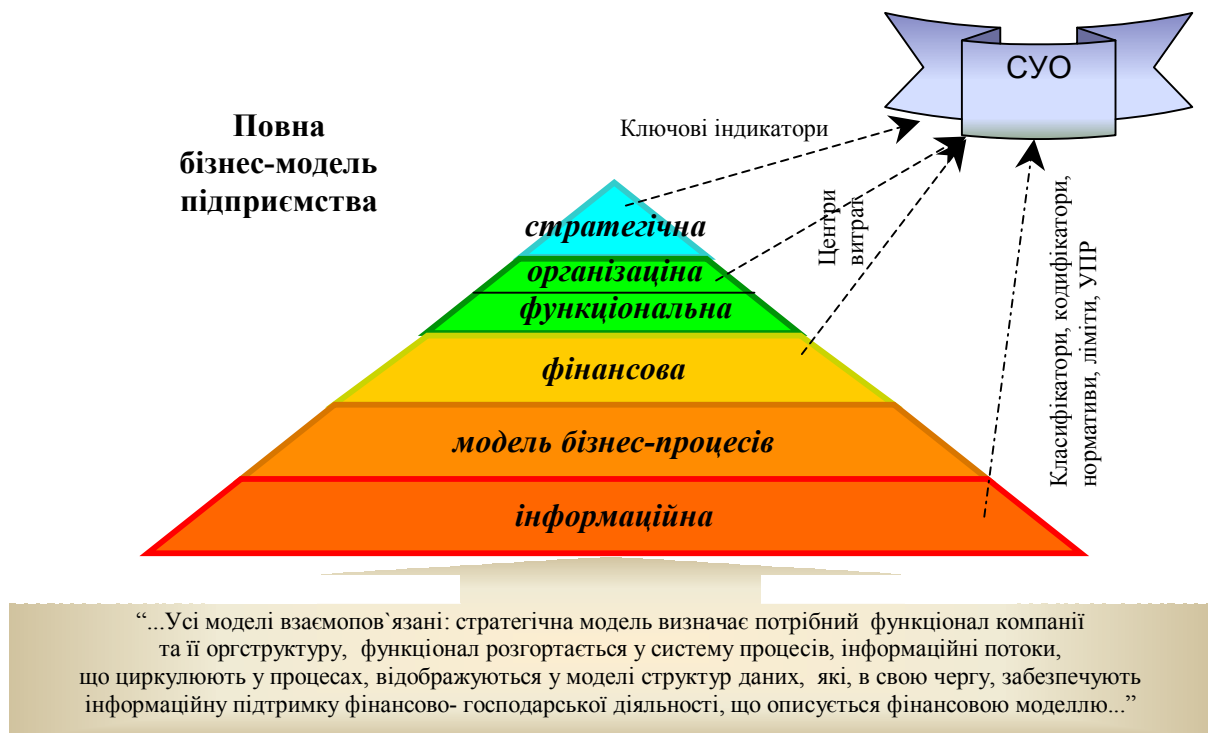 СУО
Повна
бізнес-модель
підприємства
Ключові індикатори
Центри
витрат
Класифікатори, кодифікатори,
нормативи, ліміти, УПР
стратегічна
організаціна
функціональна
фінансова
модель бізнес-процесів
інформаційна
“...Усі моделі взаємопов`язані: стратегічна модель визначає потрібний функціонал компанії
та її оргструктуру, функціонал розгортається у систему процесів, інформаційні потоки,
що циркулюють у процесах, відображуються у моделі структур даних, які, в свою чергу, забезпечують
інформаційну підтримку фінансово- господарської діяльності, що описується фінансовою моделлю...”